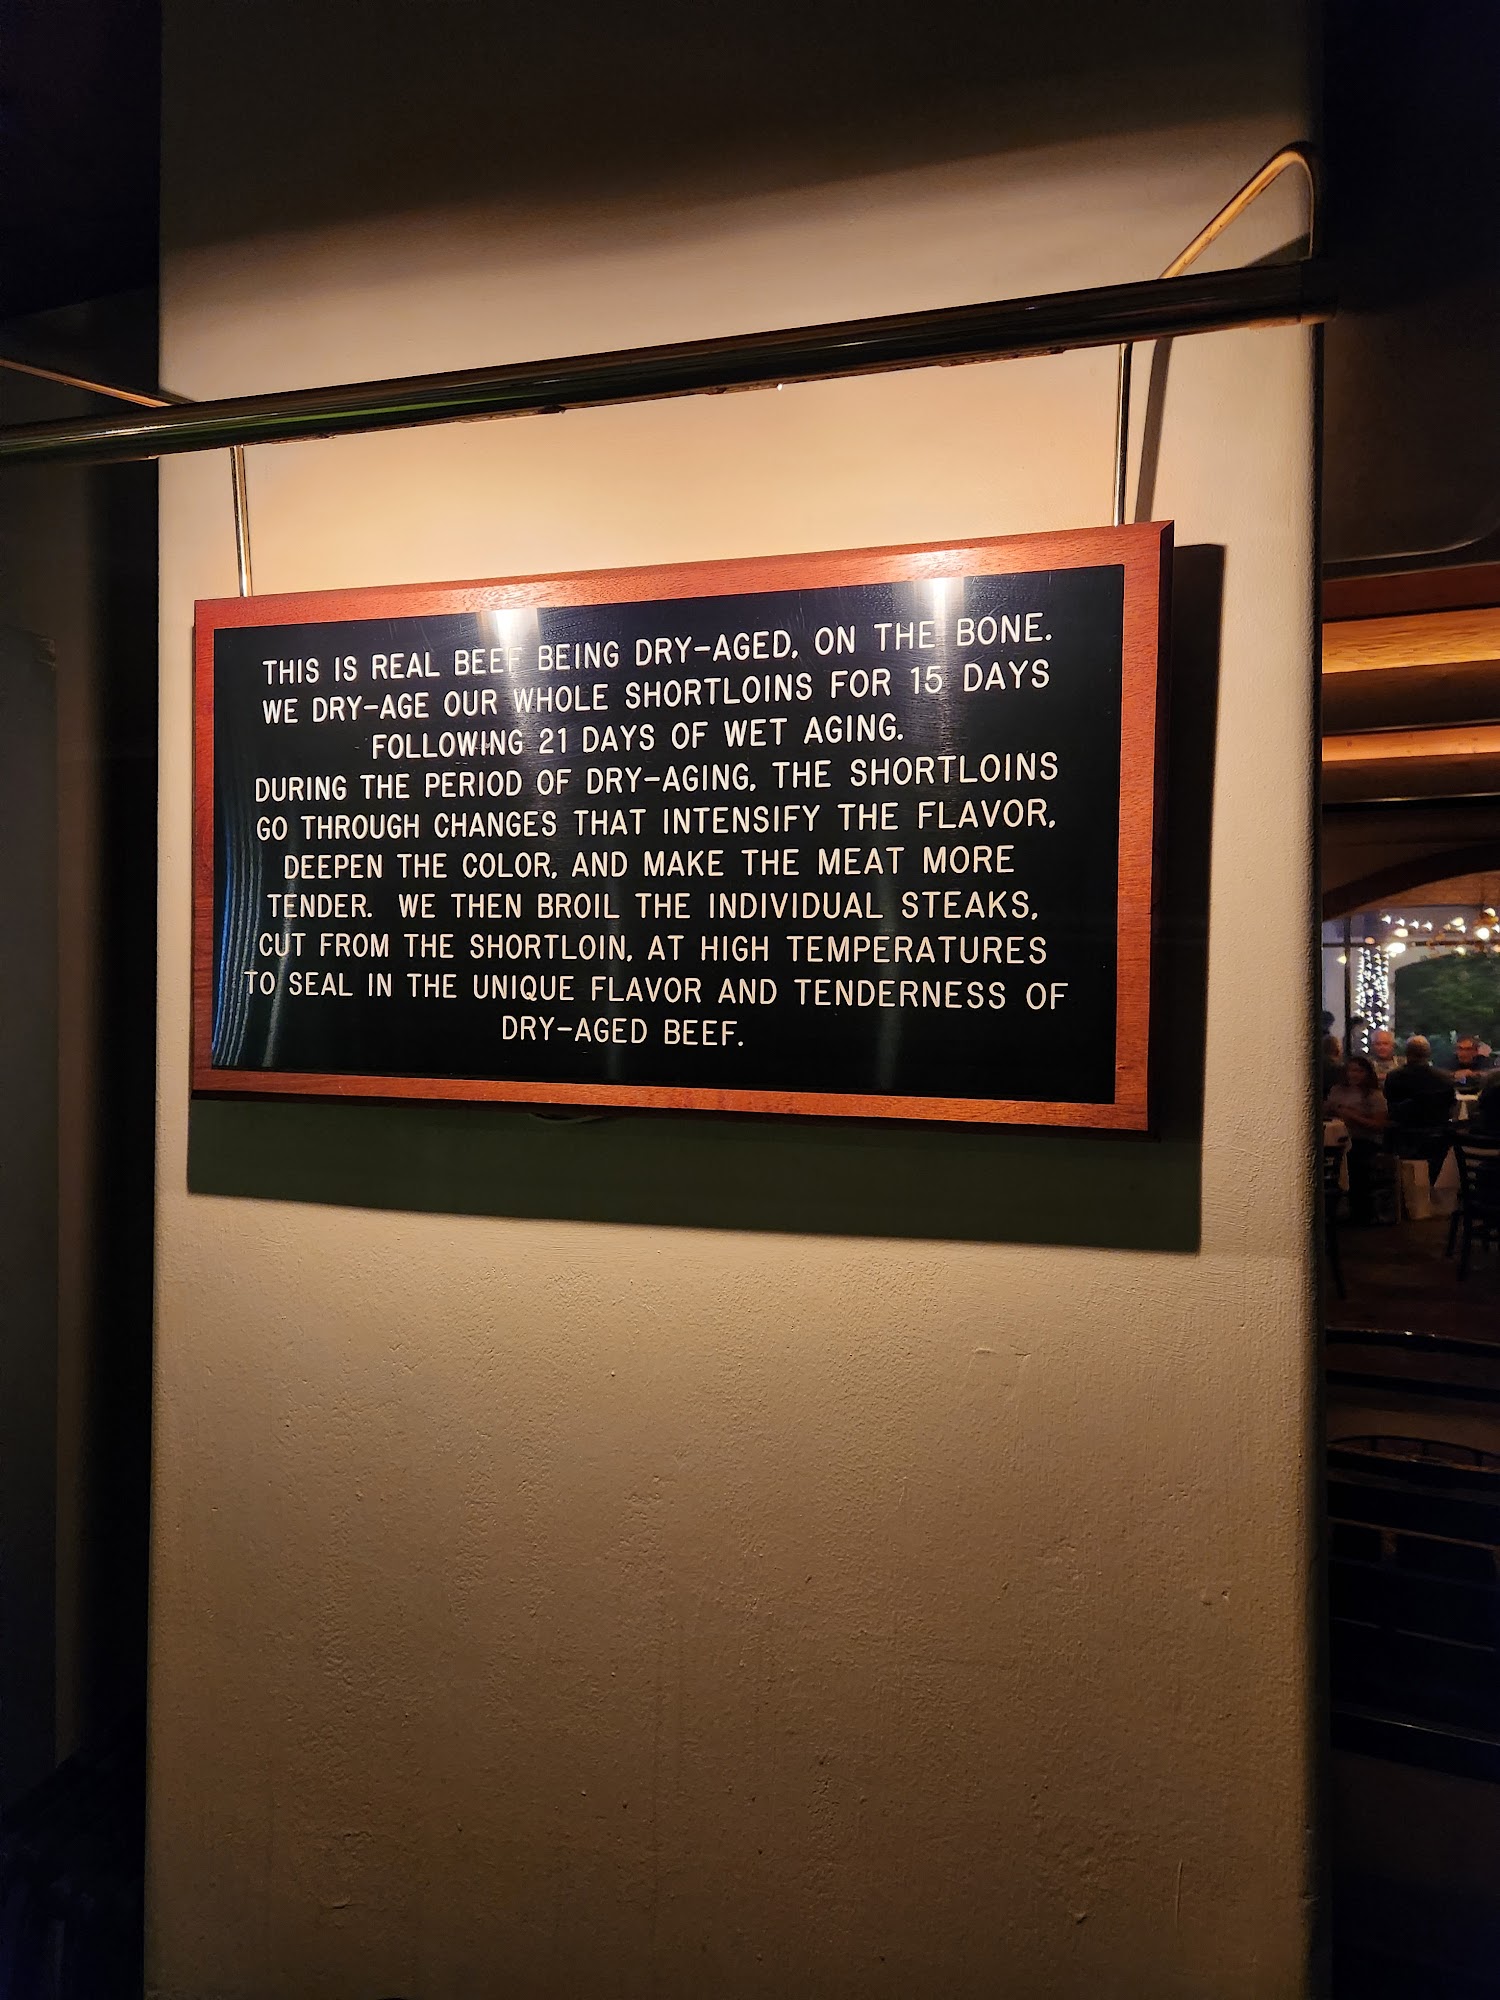 THIS IS REAL BEEF BEING DRY-AGED, ON THE BONE.
WE DRY-AGE OUR WHOLE SHORTLOINS FOR 15 DAYS
FOLLOWING 21 DAYS OF WET AGING.
DURING THE PERIOD OF DRY-AGING, THE SHORTLOINS
GO THROUGH CHANGES THAT INTENSIFY THE FLAVOR,
DEEPEN THE COLOR, AND MAKE THE MEAT MORE
TENDER. WE THEN BROIL THE INDIVIDUAL STEAKS,
CUT FROM THE SHORTLOIN, AT HIGH TEMPERATURES
TO SEAL IN THE UNIQUE FLAVOR AND TENDERNESS OF
DRY-AGED BEEF.